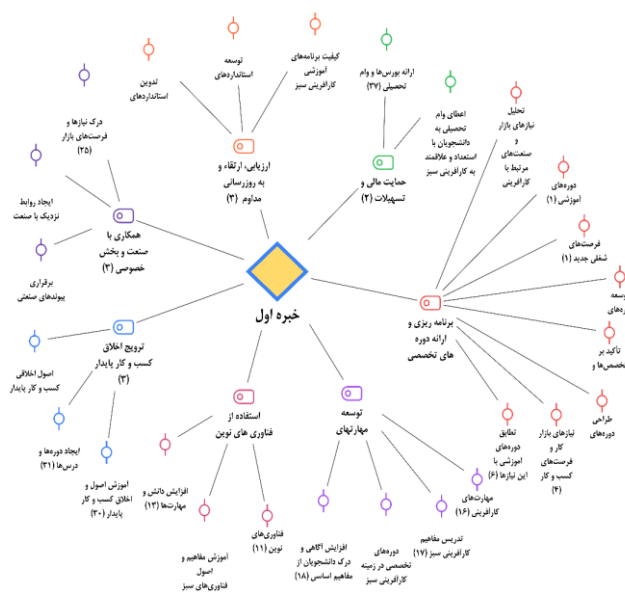 کیفیت برنامه‌های
آموزشی
کارآفرینی سبز
توسعه
استانداردهای
تدوین
استانداردهای
ارائه بورس‌ها و وام
تحصیلی (۳۷)
اعطای وام
تحصیلی به
دانشجویان با
استعداد و علاقمند
به کارآفرینی سبز
تحلیل
نیازهای بازار
و
صنعت‌های
مرتبط با
کارآفرینی
دوره‌های
آموزشی (۱)
فرصت‌های
شغلی جدید (۱)
توسعه
دوره‌های
تأکید بر
تخصص‌ها و
طراحی
دوره‌های
نیازهای بازار
کار و
فرصت‌های
کسب و کار
(۴)
تطابق
دوره‌های
آموزشی با
این نیازها (۶)
درک نیازها و
فرصت‌های بازار
(۲۵)
ایجاد روابط
نزدیک با صنعت
برقراری
پیوندهای صنعتی
ارزیابی، ارتقاء و
به روزرسانی
مداوم (۳)
حمایت مالی و
تسهیلات (۲)
همکاری با
صنعت و بخش
خصوصی (۳)
خبره اول
برنامه ریزی و
ارائه دوره
های تخصصی
ترویج اخلاق
کسب و کار پایدار
(۳)
اصول اخلاقی
کسب و کار پایدار
ایجاد دوره‌ها و
درس‌ها (۳۱)
آموزش اصول و
اخلاق کسب و کار
پایدار (۳۰)
استفاده از
فناوری های نوین
افزایش دانش و
مهارت‌ها (۱۳)
آموزش مفاهیم و
اصول
فناوری‌های سبز
فناوری‌های
نوین (۱۱)
توسعه
مهارتهای
مهارت‌های
کارآفرینی (۱۶)
تدریس مفاهیم
کارآفرینی سبز (۱۷)
دوره‌های
تخصصی در زمینه
کارآفرینی سبز
افزایش آگاهی و
درک دانشجویان از
مفاهیم اساسی (۱۸)